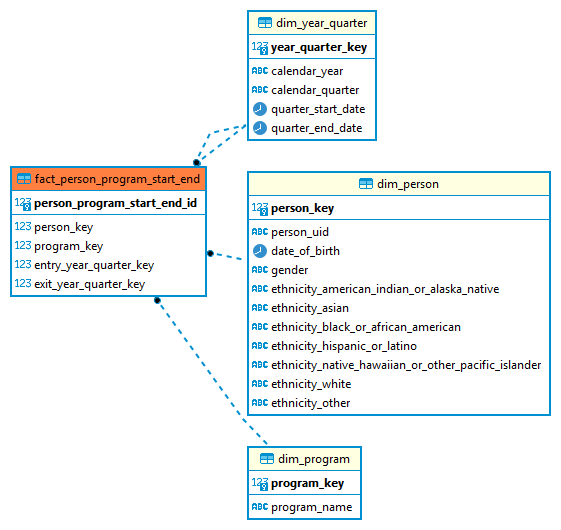 dim_year_quarter
123 year_quarter_key
ABC calendar_year
ABC calendar_quarter
quarter_start_date
quarter_end_date
fact_person_program_start_end
123 person_program_start_end_id
123 person_key
123 program_key
123 entry_year_quarter_key
123 exit_year_quarter_key
dim_person
123 person_key
ABC person_uid
date_of_birth
ABC gender
ABC ethnicity_american_indian_or_alaska_native
ABC ethnicity_asian
ABC ethnicity_black_or_african_american
ABC ethnicity_hispanic_or_latino
ABC ethnicity_native_hawaiian_or_other_pacific_islander
ABC ethnicity_white
ABC ethnicity_other
dim_program
123 program_key
ABC program_name